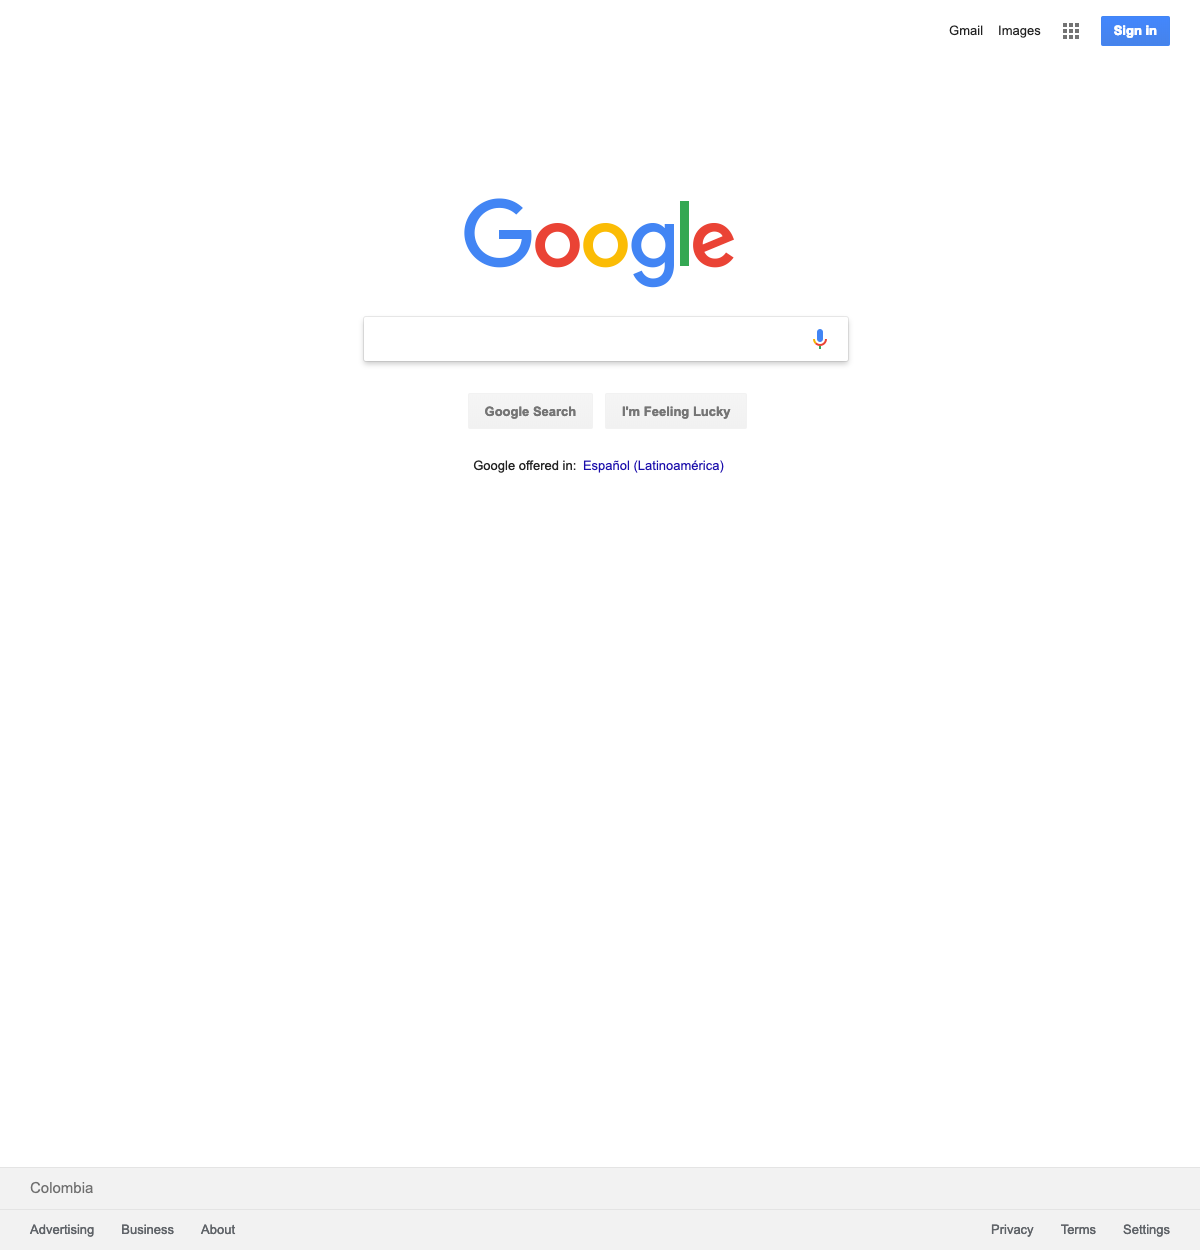 Gmail Images Sign in
Google
Google Search I'm Feeling Lucky
Google offered in: Español (Latinoamérica)
Colombia
Advertising Business About Privacy Terms Settings